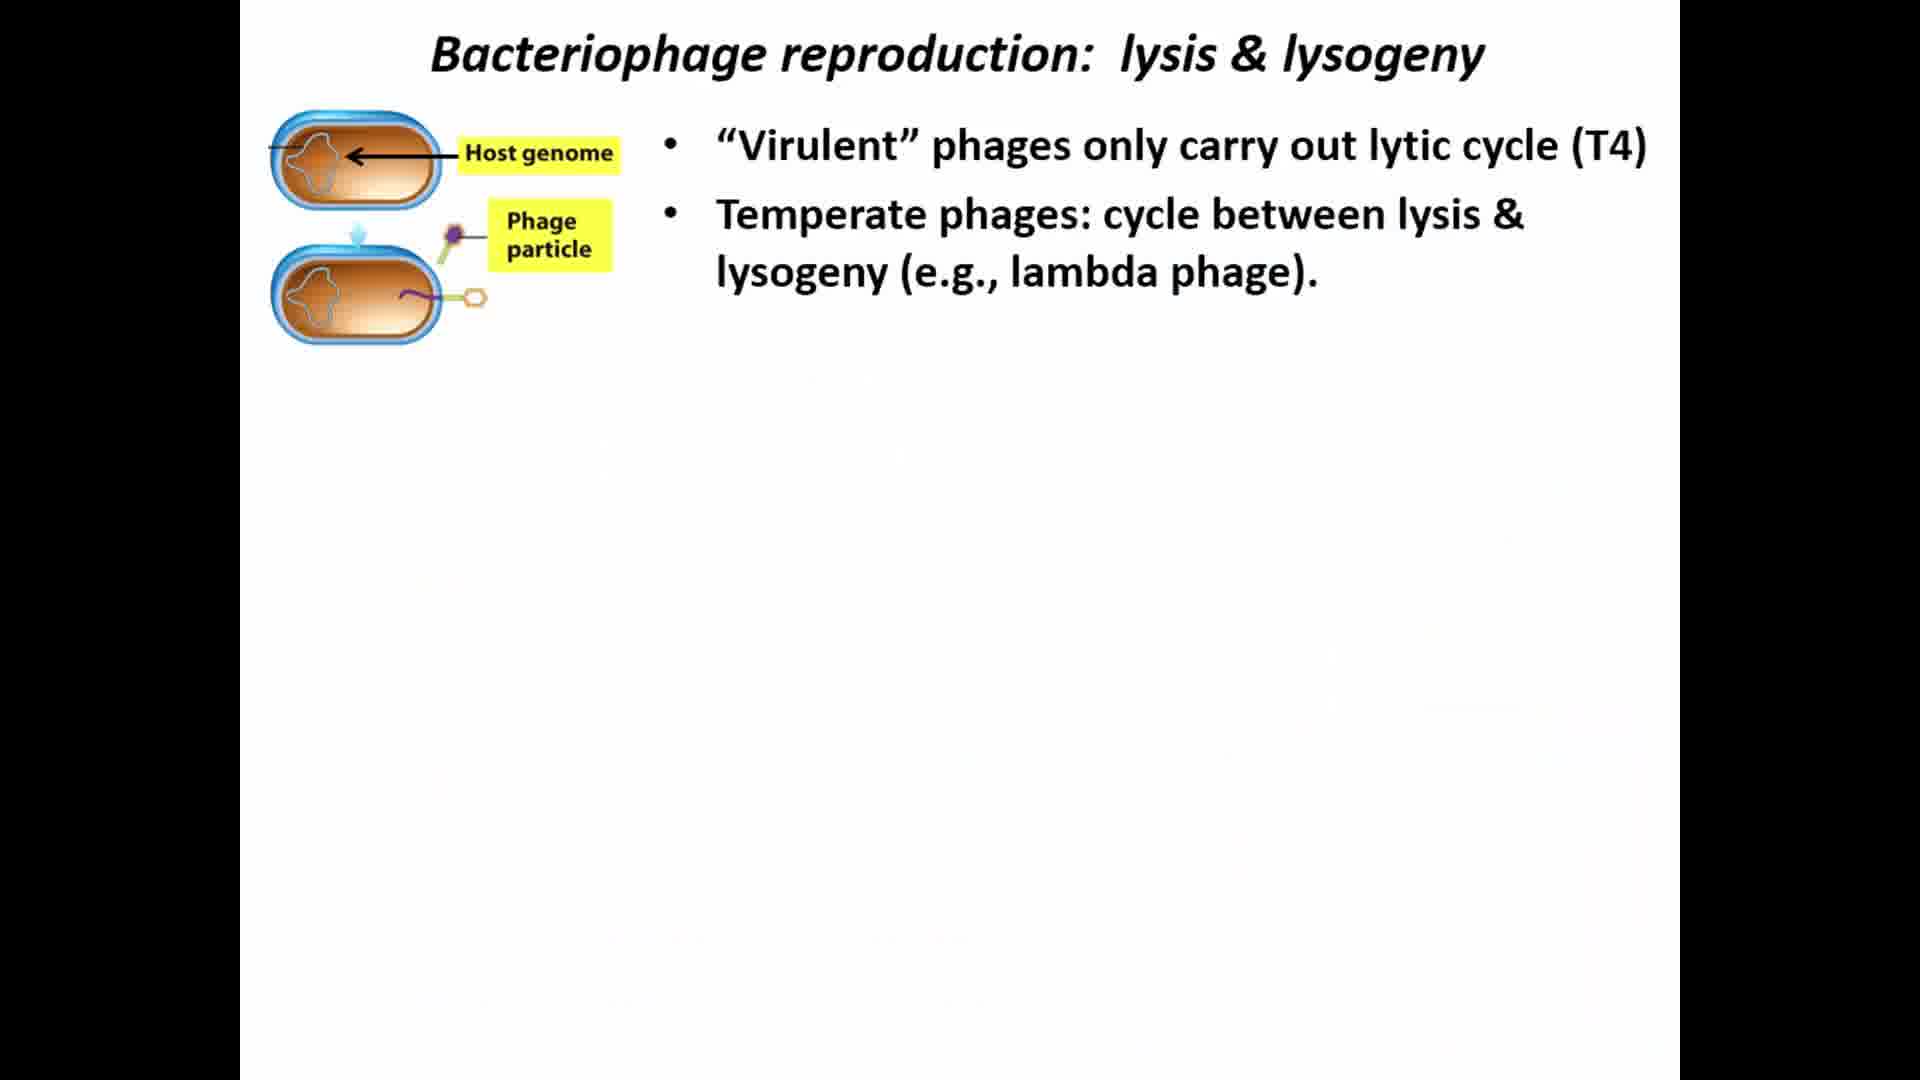 Bacteriophage reproduction: lysis & lysogeny
Host genome
Phage
particle
• “Virulent” phages only carry out lytic cycle (T4)
• Temperate phages: cycle between lysis &
lysogeny (e.g., lambda phage).